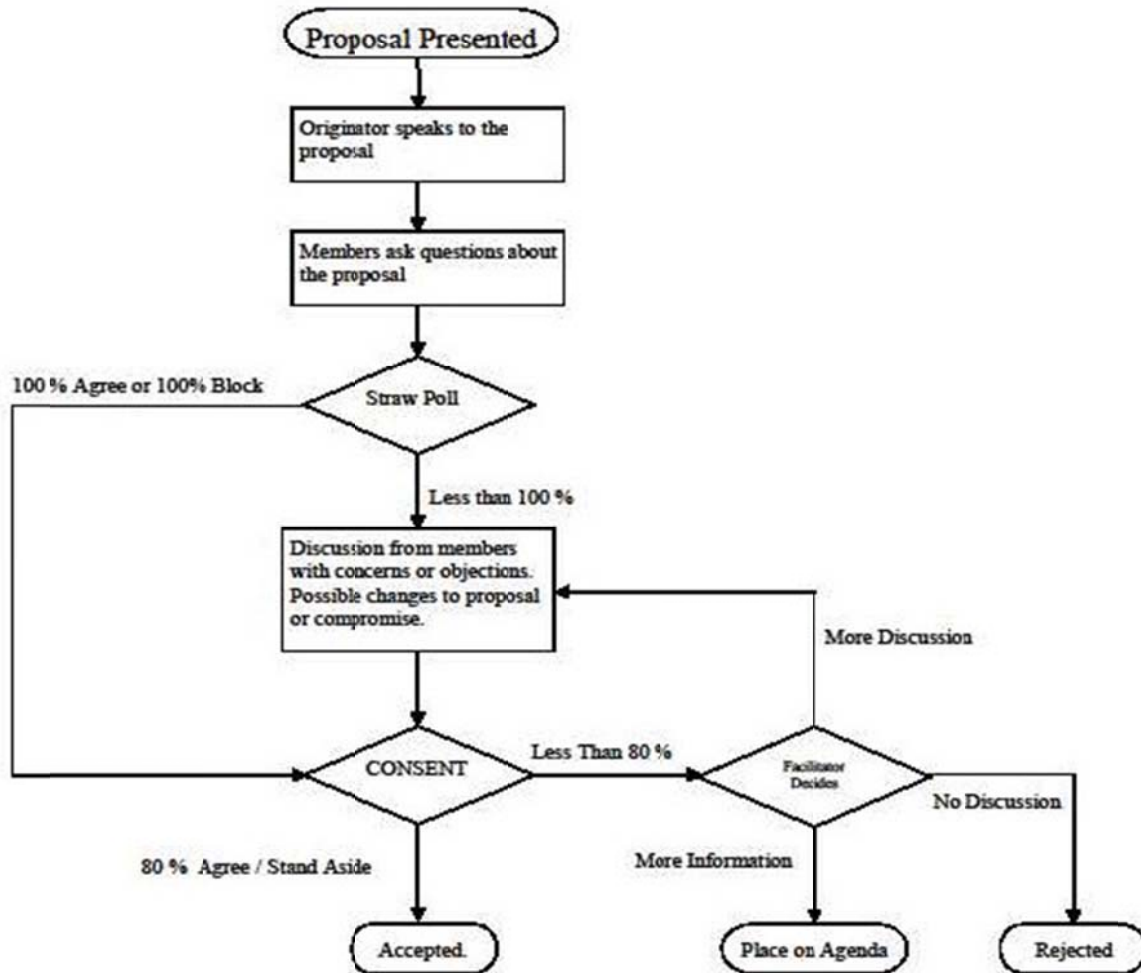 Proposal Presented
Originator speaks to the
proposal
Members ask questions about
the proposal
100 % Agree or 100% Block
Straw Poll
Less than 100 %
Discussion from members
with concerns or objections.
Possible changes to proposal
or compromise.
More Discussion
CONSENT
Less Than 80 %
Facilitator
Decides
No Discussion
80 % Agree / Stand Aside
More Information
Accepted.
Place on Agenda
Rejected